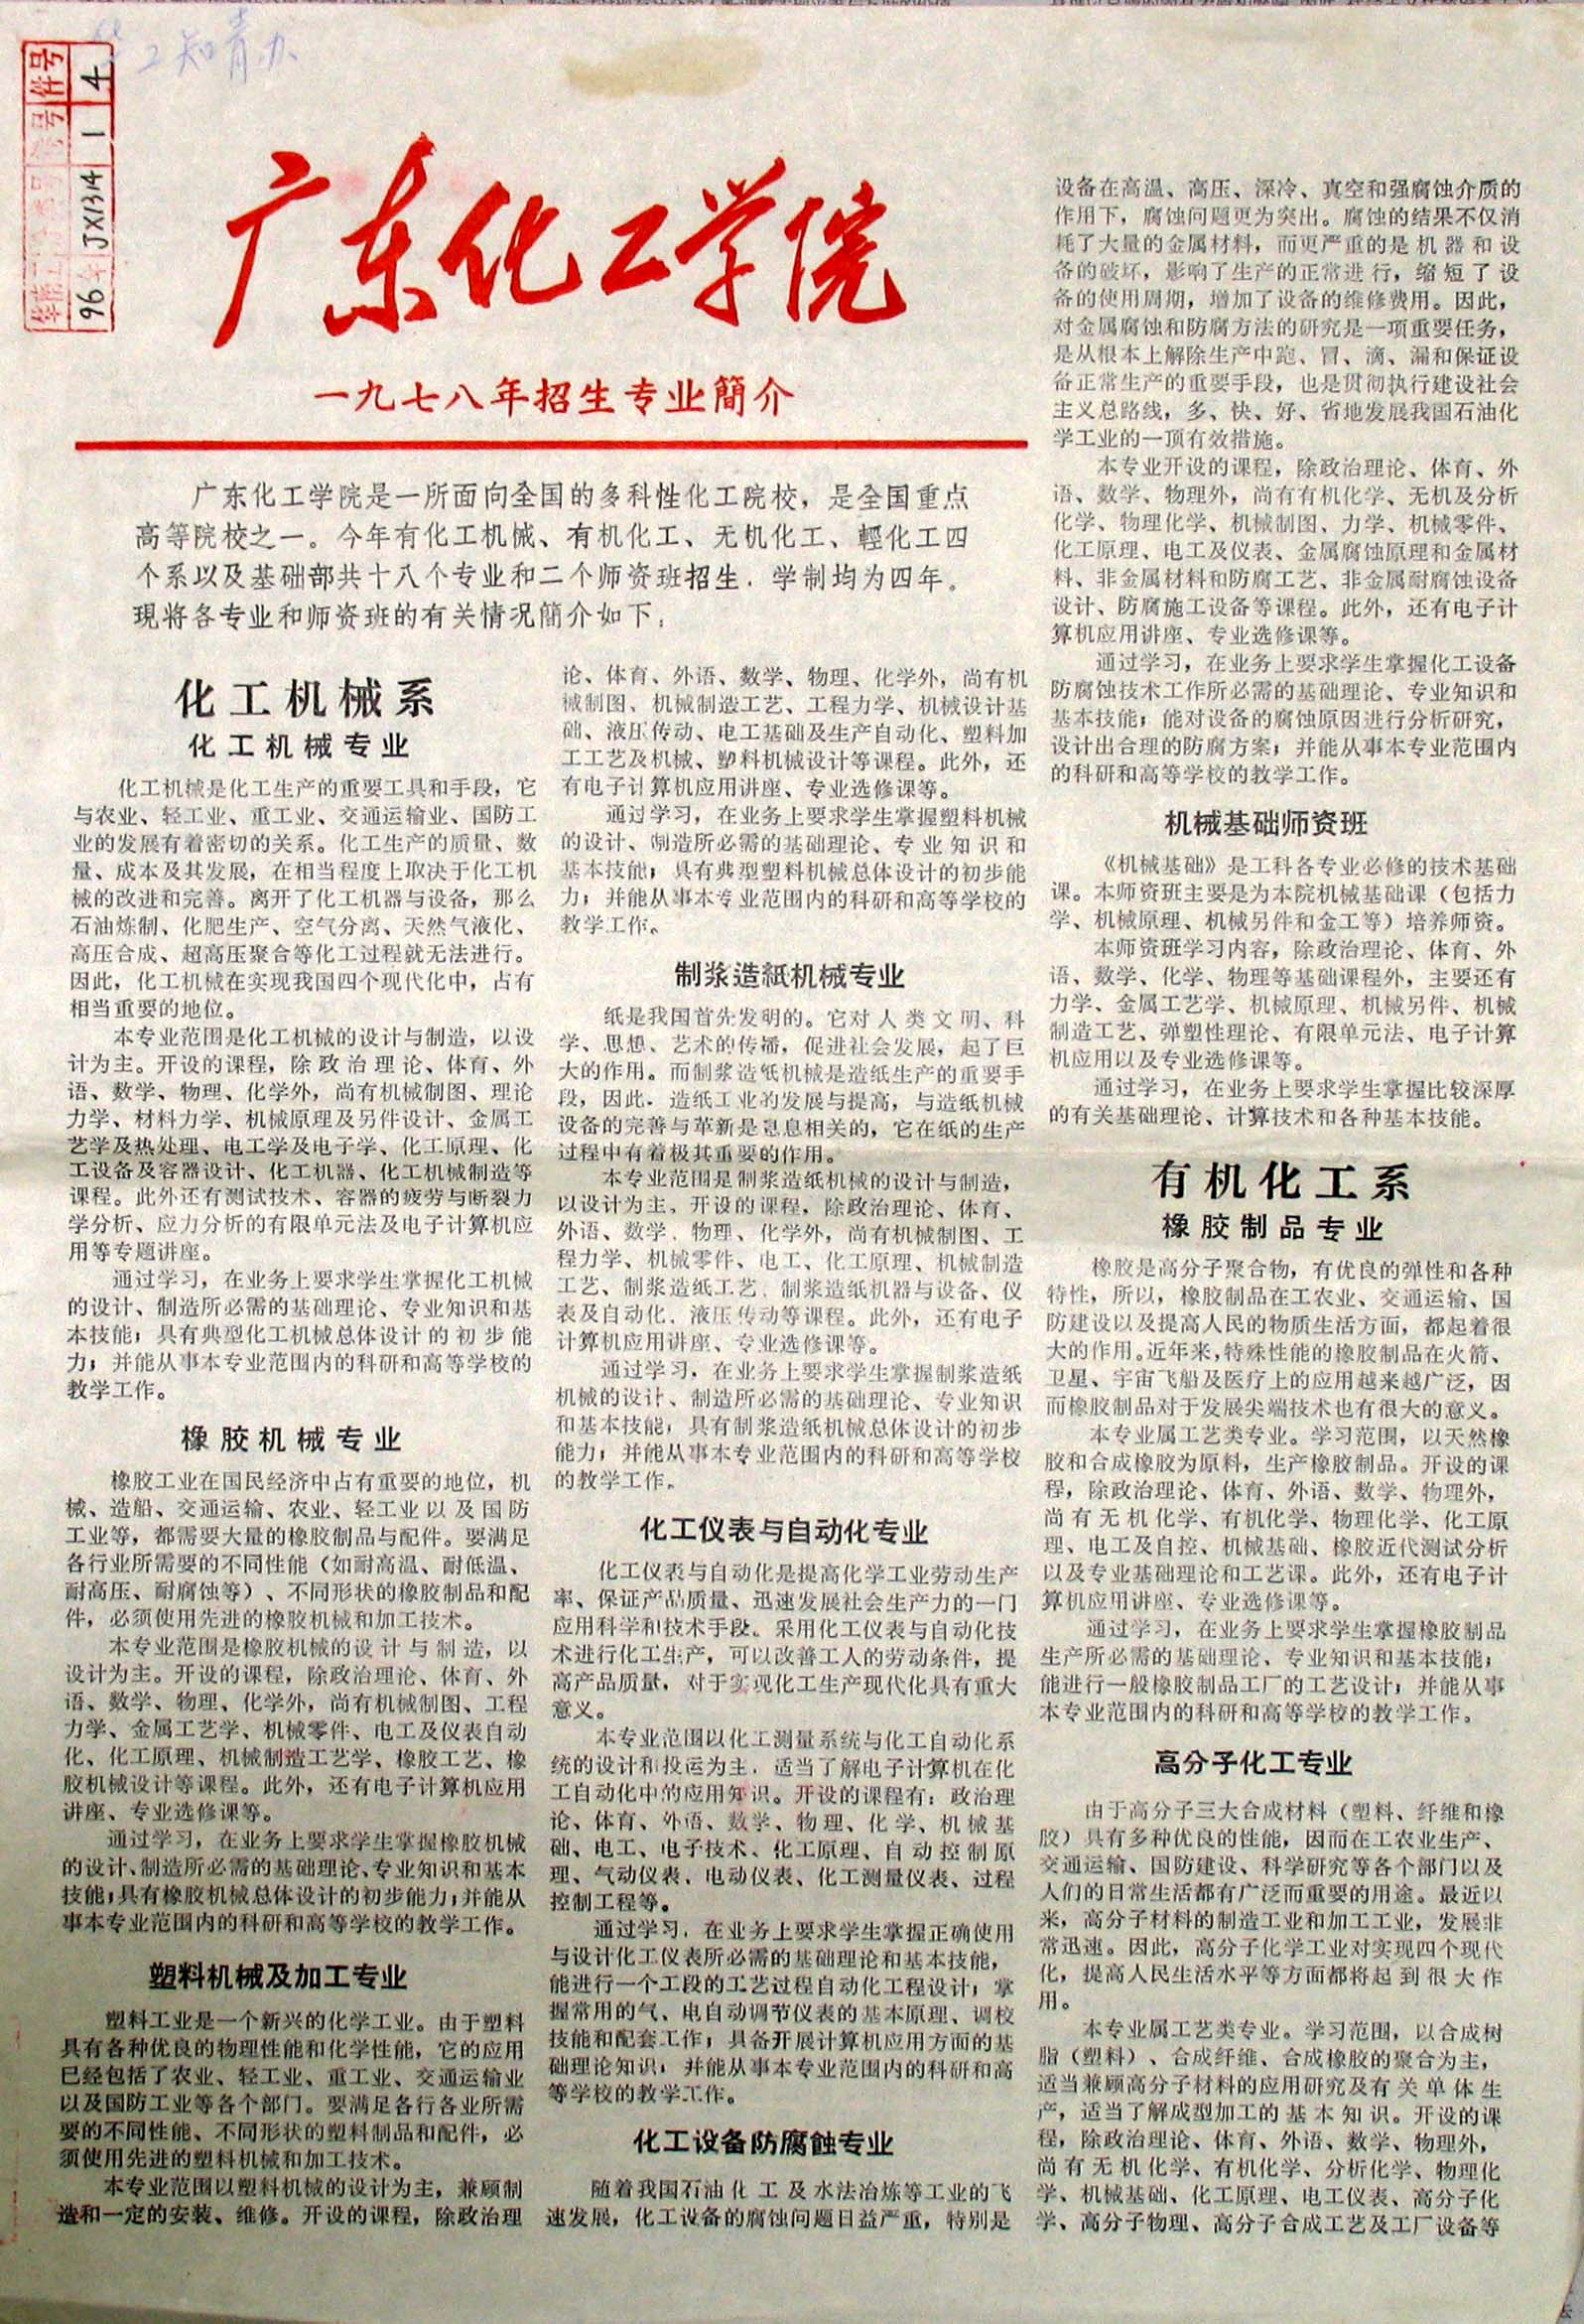 工知青办
件号
4
1
JX1314
96
广东化工学院
一九七八年招生专业簡介
广东化工学院是一所面向全国的多科性化工院校，是全国重点
高等院校之一。今年有化工机械、有机化工、无机化工、輕化工四
个系以及基础部共十八个专业和二个师资班招生．学制均为四年。
現将各专业和师资班的有关情况簡介如下：
化工机械系
化工机械专业
化工机械是化工生产的重要工具和手段，它
与农业、轻工业、重工业、交通运输业、国防工
业的发展有着密切的关系。化工生产的质量、数
量、成本及其发展，在相当程度上取决于化工机
械的改进和完善。离开了化工机器与设备，那么
石油炼制、化肥生产、空气分离、天然气液化、
高压合成、超高压聚合等化工过程就无法进行。
因此，化工机械在实现我国四个现代化中，占有
相当重要的地位。
本专业范围是化工机械的设计与制造，以设
计为主。开设的课程，除政治理论、体育、外
语、数学、物理、化学外，尚有机械制图、理论
力学、材料力学、机械原理及另件设计、金属工
艺学及热处理、电工学及电子学、化工原理、化
工设备及容器设计、化工机器、化工机械制造等
课程。此外还有测试技术、容器的疲劳与断裂力
学分析、应力分析的有限单元法及电子计算机应
用等专题讲座。
通过学习，在业务上要求学生掌握化工机械
的设计、制造所必需的基础理论、专业知识和基
本技能；具有典型化工机械总体设计的初步能
力；并能从事本专业范围内的科研和高等学校的
教学工作。
橡胶机械专业
橡胶工业在国民经济中占有重要的地位，机
械、造船、交通运输、农业、轻工业以及国防
工业等，都需要大量的橡胶制品与配件。要满足
各行业所需要的不同性能（如耐高温、耐低温、
耐高压、耐腐蚀等）、不同形状的橡胶制品和配
件，必须使用先进的橡胶机械和加工技术。
本专业范围是橡胶机械的设计与制造，以
设计为主。开设的课程，除政治理论、体育、外
语、数学、物理、化学外，尚有机械制图、工程
力学、金属工艺学、机械零件、电工及仪表自动
化、化工原理、机械制造工艺学、橡胶工艺、橡
胶机械设计等课程。此外，还有电子计算机应用
讲座、专业选修课等。
通过学习，在业务上要求学生掌握橡胶机械
的设计、制造所必需的基础理论、专业知识和基本
技能；具有橡胶机械总体设计的初步能力；并能从
事本专业范围内的科研和高等学校的教学工作。
塑料机械及加工专业
塑料工业是一个新兴的化学工业。由于塑料
具有各种优良的物理性能和化学性能，它的应用
已经包括了农业、轻工业、重工业、交通运输业
以及国防工业等各个部门。要满足各行各业所需
要的不同性能、不同形状的塑料制品和配件，必
须使用先进的塑料机械和加工技术。
本专业范围以塑料机械的设计为主，兼顾制
造和一定的安装、维修。开设的课程，除政治理
论、体育、外语、数学、物理、化学外，尚有机
械制图、机械制造工艺、工程力学、机械设计基
础、液压传动、电工基础及生产自动化、塑料加
工工艺及机械、塑料机械设计等课程。此外，还
有电子计算机应用讲座、专业选修课等。
通过学习，在业务上要求学生掌握塑料机械
的设计、制造所必需的基础理论、专业知识和
基本技能；具有典型塑料机械总体设计的初步能
力；并能从事本专业范围内的科研和高等学校的
教学工作。
制浆造紙机械专业
纸是我国首先发明的。它对人类文明、科
学、思想、艺术的传播，促进社会发展，起了巨
大的作用。而制浆造纸机械是造纸生产的重要手
段，因此．造纸工业的发展与提高，与造纸机械
设备的完善与革新是息息相关的，它在纸的生产
过程中有着极其重要的作用。
本专业范围是制浆造纸机械的设计与制造，
以设计为主。开设的课程，除政治理论、体育、
外语、数学、物理、化学外，尚有机械制图、工
程力学、机械零件、电工、化工原理、机械制造
工艺、制浆造纸工艺、制浆造纸机器与设备、仪
表及自动化、液压传动等课程。此外，还有电子
计算机应用讲座、专业选修课等。
通过学习，在业务上要求学生掌握制浆造纸
机械的设计、制造所必需的基础理论、专业知识
和基本技能；具有制浆造纸机械总体设计的初步
能力；并能从事本专业范围内的科研和高等学校
的教学工作。
化工仪表与自动化专业
化工仪表与自动化是提高化学工业劳动生产
率、保证产品质量、迅速发展社会生产力的一门
应用科学和技术手段。采用化工仪表与自动化技
术进行化工生产，可以改善工人的劳动条件，提
高产品质量，对于实现化工生产现代化具有重大
意义。
本专业范围以化工测量系统与化工自动化系
统的设计和投运为主．适当了解电子计算机在化
工自动化中的应用知识。开设的课程有：政治理
论、体育、外语、数学、物理、化学、机械基
础、电工、电子技术、化工原理、自动控制原
理、气动仪表、电动仪表、化工测量仪表、过程
控制工程等。
通过学习，在业务上要求学生掌握正确使用
与设计化工仪表所必需的基础理论和基本技能，
能进行一个工段的工艺过程自动化工程设计；掌
握常用的气、电自动调节仪表的基本原理、调校
技能和配套工作；具备开展计算机应用方面的基
础理论知识；并能从事本专业范围内的科研和高
等学校的教学工作。
化工设备防腐蝕专业
随着我国石油化工及水法冶炼等工业的飞
速发展，化工设备的腐蚀问题日益严重，特别是
设备在高温、高压、深冷、真空和强腐蚀介质的
作用下，腐蚀问题更为突出。腐蚀的结果不仅消
耗了大量的金属材料，而更严重的是机器和设
备的破坏，影响了生产的正常进行，缩短了设
备的使用周期，增加了设备的维修费用。因此，
对金属腐蚀和防腐方法的研究是一项重要任务，
是从根本上解除生产中跑、冒、滴、漏和保证设
备正常生产的重要手段，也是贯彻执行建设社会
主义总路线，多、快、好、省地发展我国石油化
学工业的一项有效措施。
本专业开设的课程，除政治理论、体育、外
语、数学、物理外，尚有有机化学、无机及分析
化学、物理化学、机械制图、力学、机械零件、
化工原理、电工及仪表、金属腐蚀原理和金属材
料、非金属材料和防腐工艺、非金属耐腐蚀设备
设计、防腐施工设备等课程。此外，还有电子计
算机应用讲座、专业选修课等。
通过学习，在业务上要求学生掌握化工设备
防腐蚀技术工作所必需的基础理论、专业知识和
基本技能；能对设备的腐蚀原因进行分析研究，
设计出合理的防腐方案；并能从事本专业范围内
的科研和高等学校的教学工作。
机械基础师资班
《机械基础》是工科各专业必修的技术基础
课。本师资班主要是为本院机械基础课（包括力
学、机械原理、机械另件和金工等）培养师资。
本师资班学习内容，除政治理论、体育、外
语、数学、化学、物理等基础课程外，主要还有
力学、金属工艺学、机械原理、机械另件、机械
制造工艺、弹塑性理论、有限单元法、电子计算
机应用以及专业选修课等。
通过学习，在业务上要求学生掌握比较深厚
的有关基础理论、计算技术和各种基本技能。
有机化工系
橡胶制品专业
橡胶是高分子聚合物，有优良的弹性和各种
特性，所以，橡胶制品在工农业、交通运输、国
防建设以及提高人民的物质生活方面，都起着很
大的作用。近年来，特殊性能的橡胶制品在火箭、
卫星、宇宙飞船及医疗上的应用越来越广泛，因
而橡胶制品对于发展尖端技术也有很大的意义。
本专业属工艺类专业。学习范围，以天然橡
胶和合成橡胶为原料，生产橡胶制品。开设的课
程，除政治理论、体育、外语、数学、物理外，
尚有无机化学、有机化学、物理化学、化工原
理、电工及自控、机械基础、橡胶近代测试分析
以及专业基础理论和工艺课。此外，还有电子计
算机应用讲座、专业选修课等。
通过学习，在业务上要求学生掌握橡胶制品
生产所必需的基础理论、专业知识和基本技能；
能进行一般橡胶制品工厂的工艺设计；并能从事
本专业范围内的科研和高等学校的教学工作。
高分子化工专业
由于高分子三大合成材料（塑料、纤维和橡
胶）具有多种优良的性能，因而在工农业生产、
交通运输、国防建设、科学研究等各个部门以及
人们的日常生活都有广泛而重要的用途。最近以
来，高分子材料的制造工业和加工工业，发展非
常迅速。因此，高分子化学工业对实现四个现代
化，提高人民生活水平等方面都将起到很大作
用。
本专业属工艺类专业。学习范围，以合成树
脂（塑料）、合成纤维、合成橡胶的聚合为主，
适当兼顾高分子材料的应用研究及有关单体生
产，适当了解成型加工的基本知识。开设的课
程，除政治理论、体育、外语、数学、物理外，
尚有无机化学、有机化学、分析化学、物理化
学、机械基础、化工原理、电工仪表、高分子化
学、高分子物理、高分子合成工艺及工厂设备等